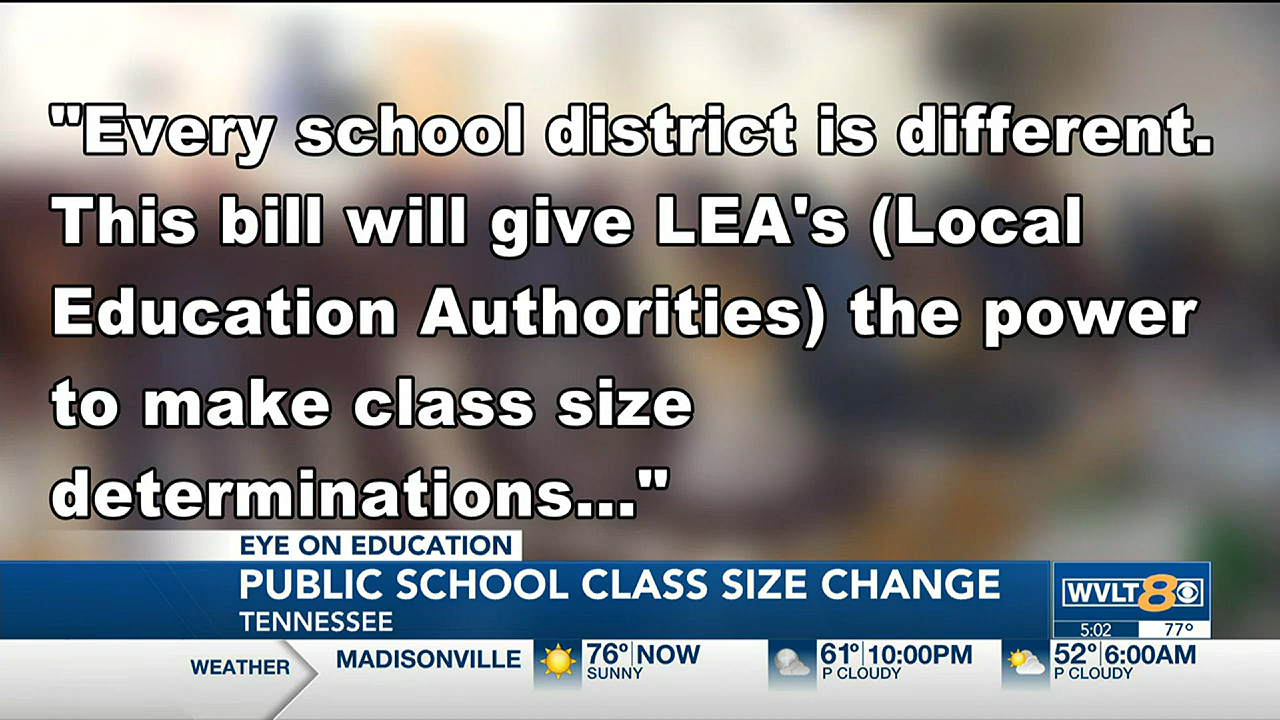 "Every school district is different.
This bill will give LEA's (Local
Education Authorities) the power
to make class size
determinations..."
EYE ON EDUCATION
PUBLIC SCHOOL CLASS SIZE CHANGE
TENNESSEE
WVLT8
5:02 77°
WEATHER
MADISONVILLE
76° NOW
SUNNY
61° 10:00PM
P CLOUDY
52° 6:00AM
P CLOUDY